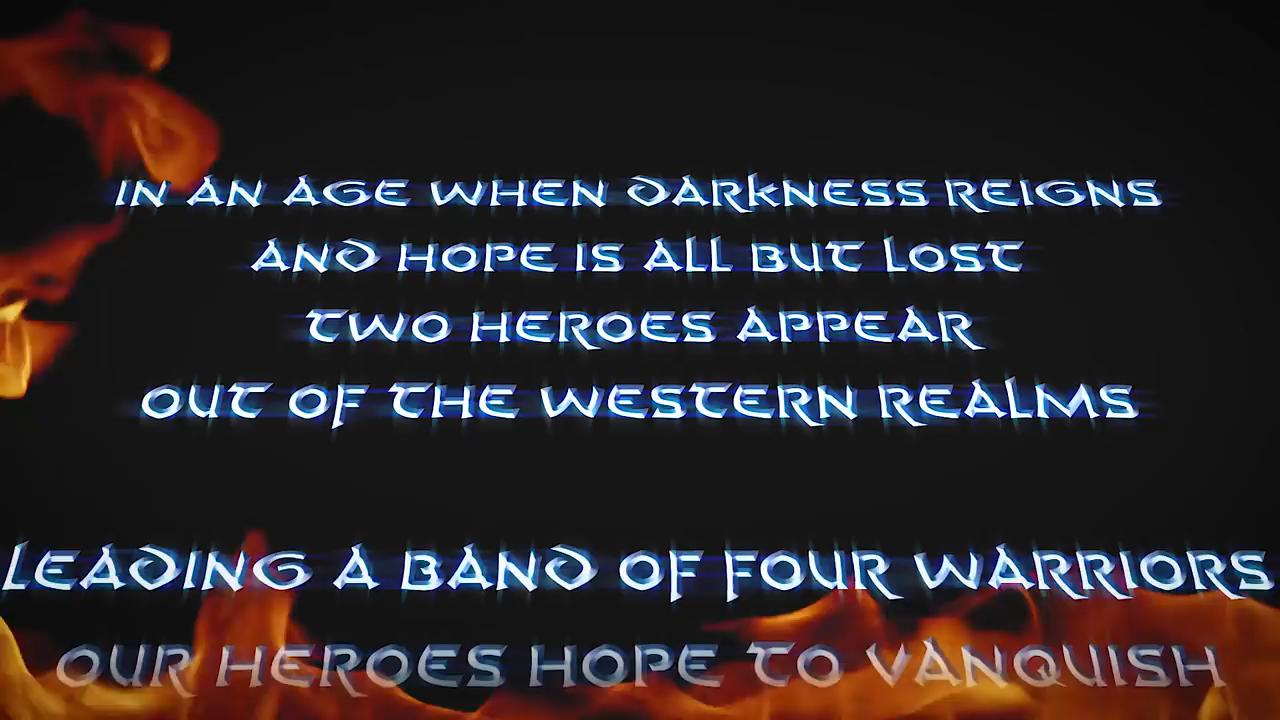 IN AN AGE WHEN DARKNESS REIGNS
AND HOPE IS ALL BUT LOST
TWO HEROES APPEAR
OUT OF THE WESTERN REALMS
LEADING A BAND OF FOUR WARRIORS
OUR HEROES HOPE TO VANQUISH